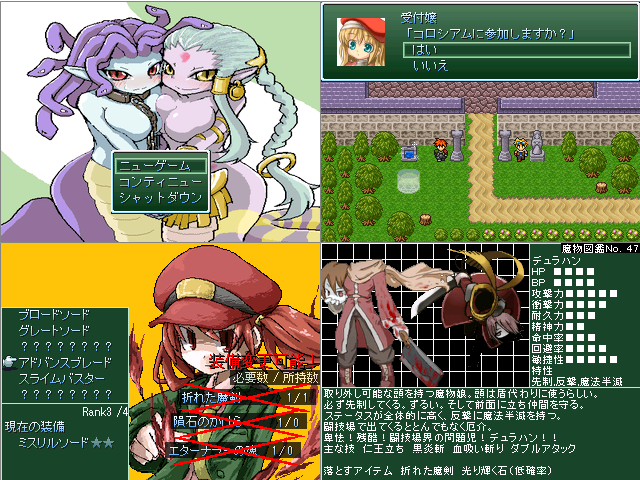 ニューゲーム
コンティニュー
シャットダウン
受付嬢
「コロシアムに参加しますか？」
はい
いいえ
ブロードソード
グレートソード
？？？？？？？？
アドバンスブレード
スライムバスター
？？？？？？？？
Rank3 /4
現在の装備
ミスリルソード★★
装備変更可能！
必要数 / 所持数
折れた魔剣 1/1
隕石のかけら 1/0
エターナラーの魂 1/0
魔物図鑑No. 47
デュラハン
HP ■■■■
BP ■■■■
攻撃力 ■■■■■
衝撃力 ■■■■
耐久力 ■■■
精神力 ■■
命中率 ■■■
回避率 ■■■■
敏捷性 ■■■■■
特性
先制,反撃,魔法半減
取り外し可能な頭を持つ魔物娘。頭は盾代わりに使うらしい。
必ず先制してくる。ずるい。そして前面に立ち仲間を守る。
ステータスが全体的に高く、反撃に魔法半減を持つ。
闘技場で出てくるととんでもなく厄介。
卑怯！残酷！闘技場界の問題児！デュラハン！！
主な技 仁王立ち 黒炎斬 血吸い斬り ダブルアタック
落とすアイテム 折れた魔剣 光り輝く石(低確率)